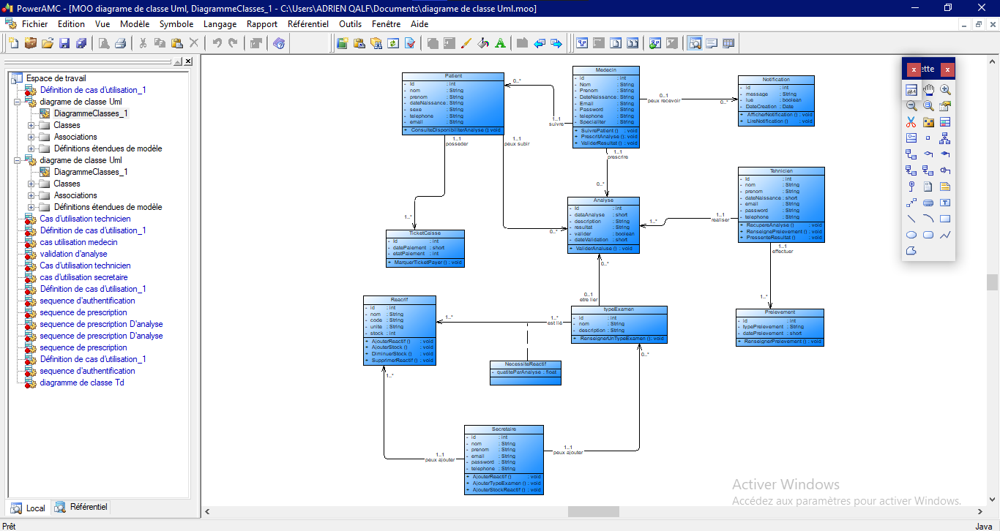 PowerAMC - [MOO diagrame de classe Uml, DiagrammeClasses_1 - C:\Users\ADRIEN QALF\Documents\diagrame de classe Uml.moo]
Fichier Edition Vue Modèle Symbole Langage Rapport Référentiel Outils Fenêtre Aide
Espace de travail
Définition de cas d'utilisation_1
diagrame de classe Uml
DiagrammeClasses_1
Classes
Associations
Définitions étendues de modèle
diagrame de classe Uml
DiagrammeClasses_1
Classes
Associations
Définitions étendues de modèle
Cas d'utilisation technicien
Définition de cas d'utilisation_1
cas utilisation medecin
validation d'analyse
Cas d'utilisation technicien
cas d'utilisation secretaire
Définition de cas d'utilisation_1
sequence d'authentification
sequence de prescription
sequence de prescription D'analyse
sequence de prescription D'analyse
sequence de prescription
Définition de cas d'utilisation_1
sequence d'authentification
diagramme de classe Td
Local Référentiel
Prêt
Java
Patient
- Id : int
- nom : String
- prenom : String
- dateNaissance : String
- sexe : String
- telephone : String
- email : String
+ ConsulteDisponibiliterAnalyse () void
0..*
1..1
suivre
1..1
posseder
1..1
peux subir
Medecin
- id : int
- Nom : String
- Prenom : String
- DateNaissance : String
- Email : String
- Password : String
- telephone : String
- Specialiter : String
+ SuivrePatient () : void
+ PrescritAnalyse () : void
+ ValiderResultat () : void
0..1
peux recevoir
0..*
1..1
prescrire
0..*
Notification
- id : int
- message : String
- lue : boolean
- DateCreation : Date
+ AfficherNotification () : void
+ LireNotification () : void
Tehnicien
- Id : int
- nom : String
- prenom : String
- dateNaissance : short
- email : String
- password : String
- telephone : String
+ RecupereAnalyse () : void
+ RenseignePrelevement () : void
+ PressenteResultat () : void
1..1
realiser
1..*
1..1
effectuer
1..*
Analyse
- id : int
- dataAnalyse : short
- description : String
- resultat : String
- valider : boolean
- dateValidation : short
+ ValiderAnaluse () : void
0..*
0..*
1..*
TicketCaisse
- Id : int
- datePaiement : short
- etatPaiement : int
+ MarquerTicketPayer () : void
Reacrif
- id : int
- nom : String
- code : String
- unite : String
- stock : int
+ AjouterReactif () : void
+ AjouterStock () : void
+ DiminuerStock () : void
+ SupprimerReactif () : void
1..*
1..*
est lié
0..1
etre lier
typeExamen
- id : int
- nom : String
- description : String
+ RenseignerUnTypeExamen () : void
0..*
Prelevement
- id : int
- typePrelevement : String
- datePrelevement : short
+ RenseignerPrelevement () : void
NecessiteReactif
- quatiteParAnalyse : float
1..*
Secretaire
- id : int
- nom : String
- prenom : String
- email : String
- password : String
- telephone : String
+ AjouterReactif () : void
+ AjouterTypeExamen () : void
+ AjouterStockReactif () : void
1..1
peux ajouter
1..1
peux ajouter
ette
Activer Windows
Accédez aux paramètres pour activer Windows.